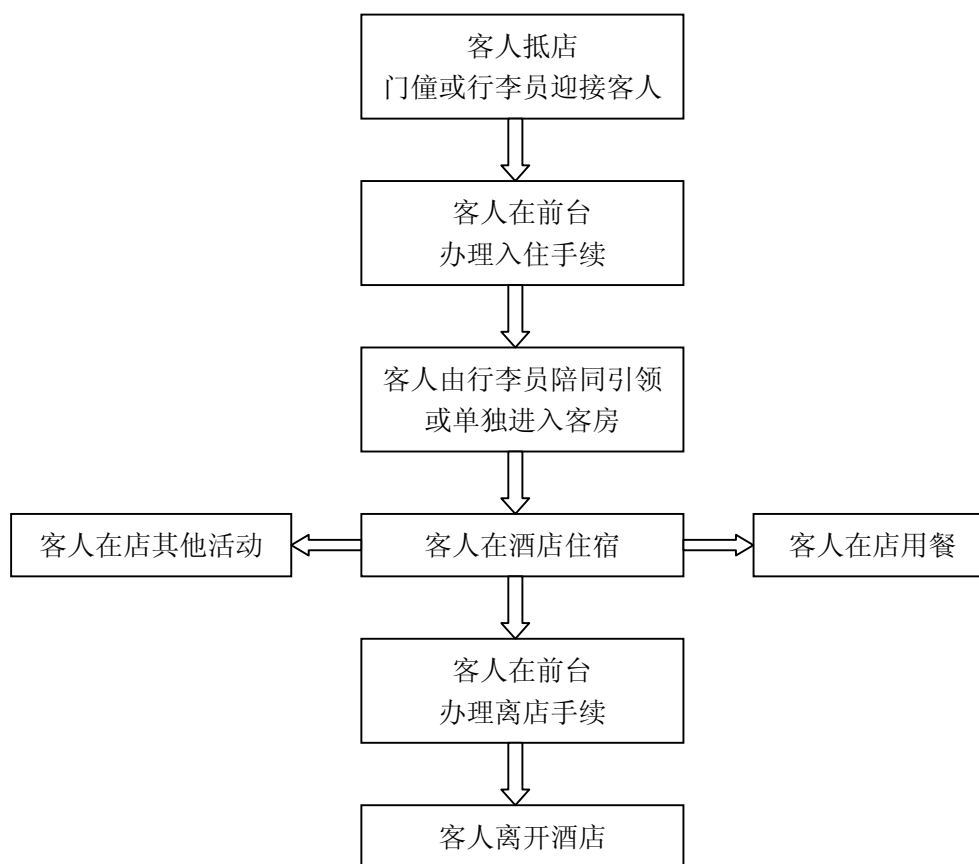 客人抵店
门僮或行李员迎接客人
客人在前台
办理入住手续
客人由行李员陪同引领
或单独进入客房
客人在店其他活动
客人在酒店住宿
客人在店用餐
客人在前台
办理离店手续
客人离开酒店